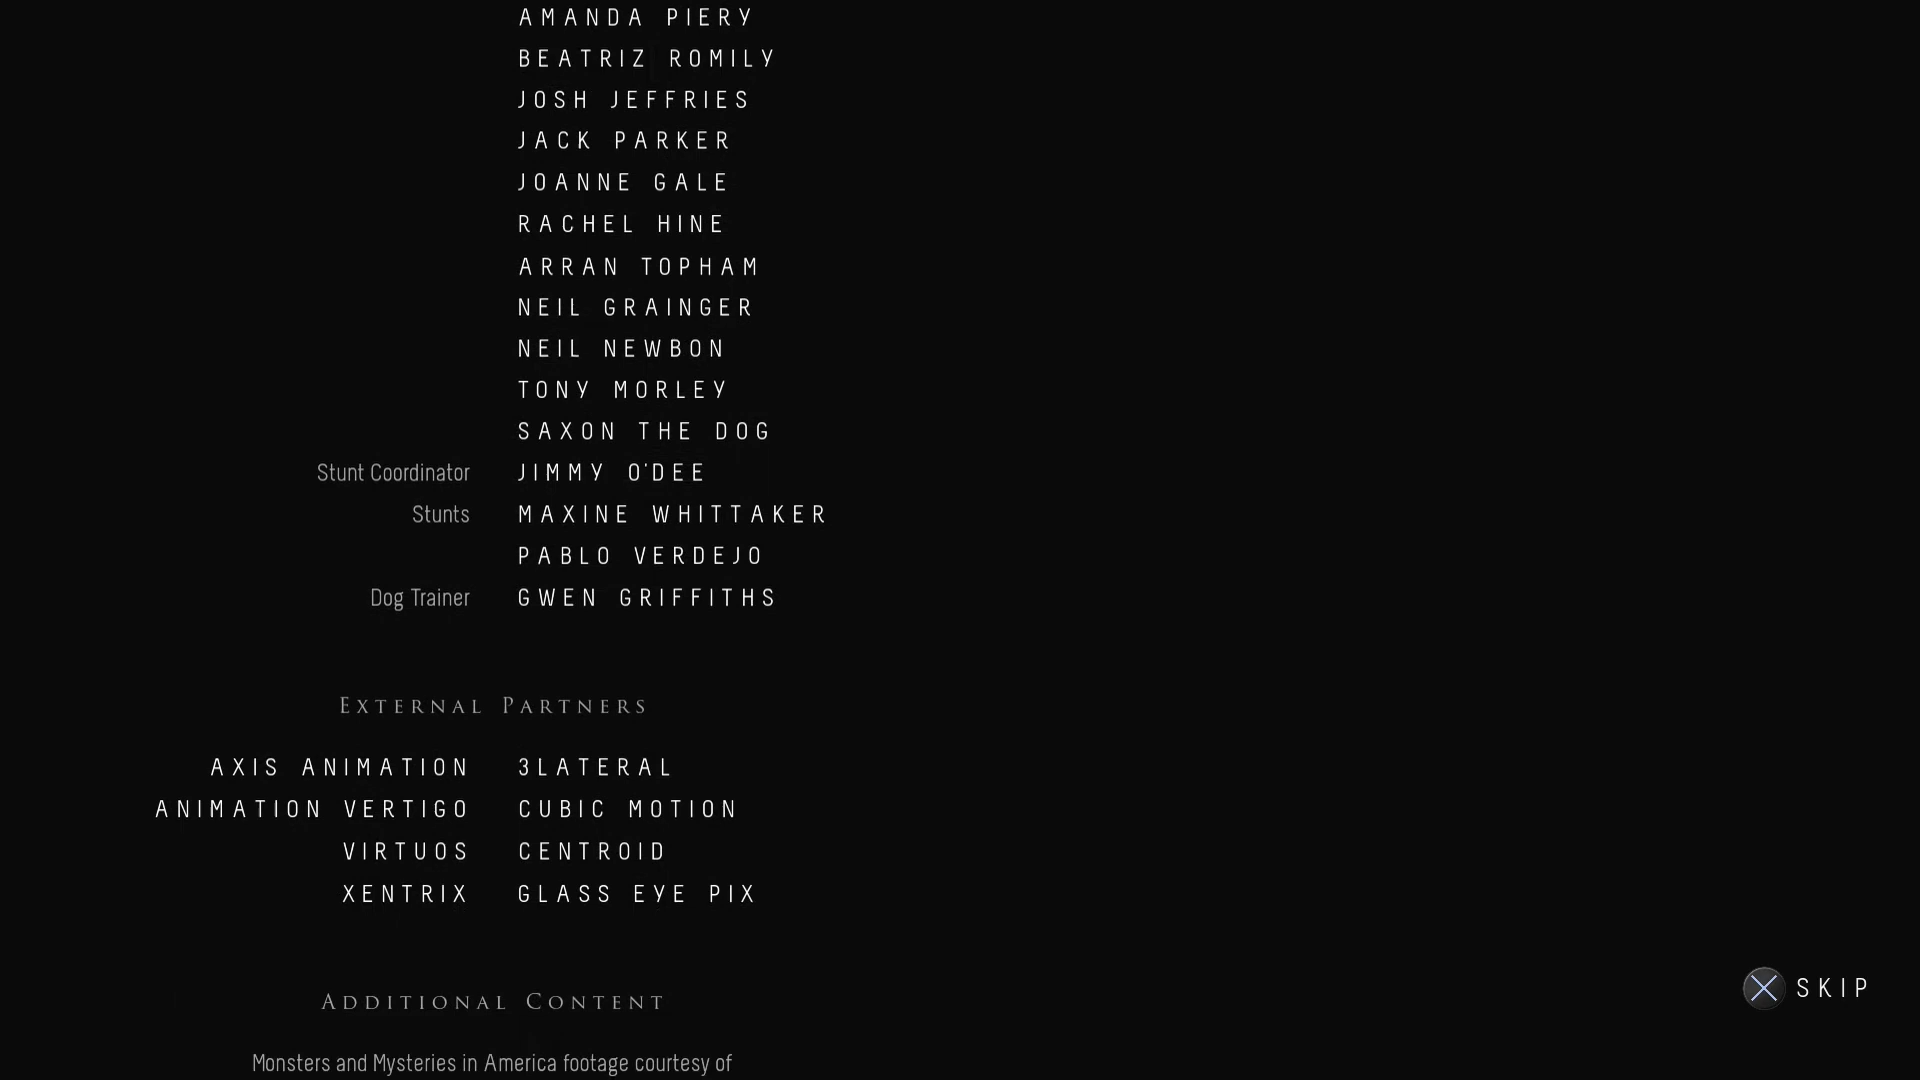 AMANDA PIERY
BEATRIZ ROMILY
JOSH JEFFRIES
JACK PARKER
JOANNE GALE
RACHEL HINE
ARRAN TOPHAM
NEIL GRAINGER
NEIL NEWBON
TONY MORLEY
SAXON THE DOG
Stunt Coordinator JIMMY O'DEE
Stunts MAXINE WHITTAKER
PABLO VERDEJO
Dog Trainer GWEN GRIFFITHS
EXTERNAL PARTNERS
AXIS ANIMATION 3LATERAL
ANIMATION VERTIGO CUBIC MOTION
VIRTUOS CENTROID
XENTRIX GLASS EYE PIX
SKIP
ADDITIONAL CONTENT
Monsters and Mysteries in America footage courtesy of